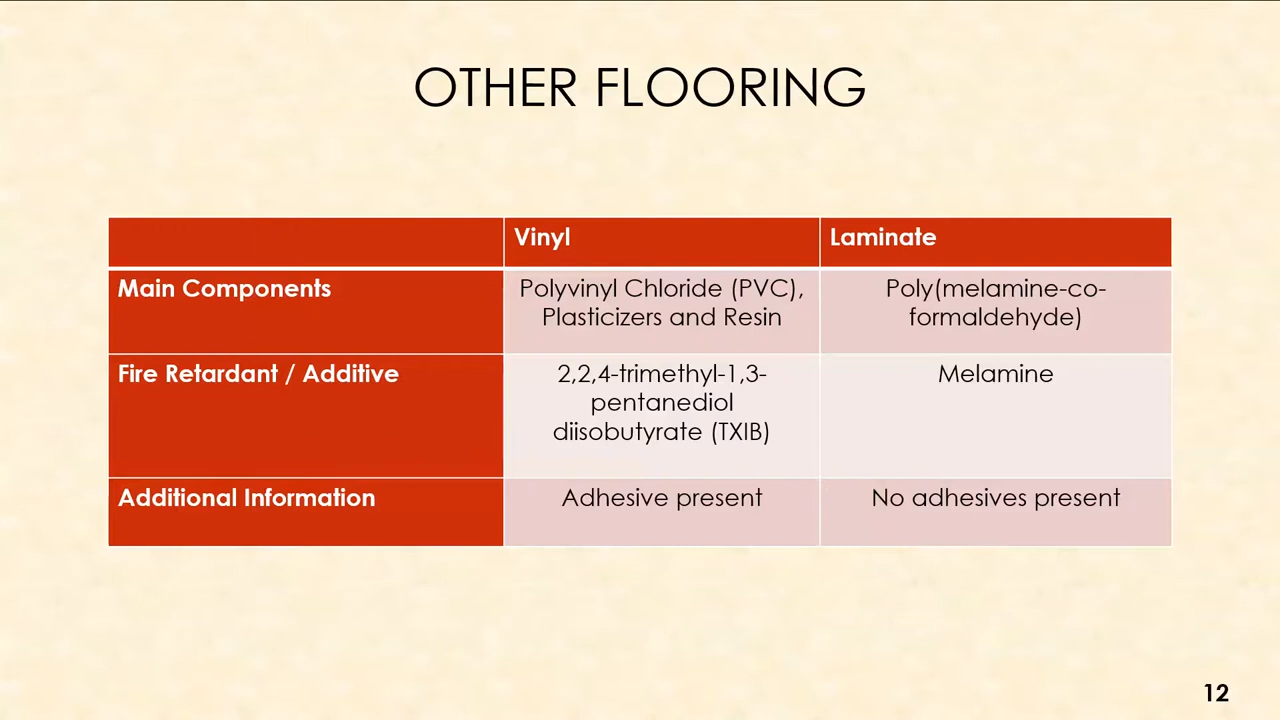 OTHER FLOORING
Vinyl
Laminate
Main Components
Polyvinyl Chloride (PVC),
Plasticizers and Resin
Poly(melamine-co-
formaldehyde)
Fire Retardant / Additive
2,2,4-trimethyl-1,3-
pentanediol
diisobutyrate (TXIB)
Melamine
Additional Information
Adhesive present
No adhesives present
12